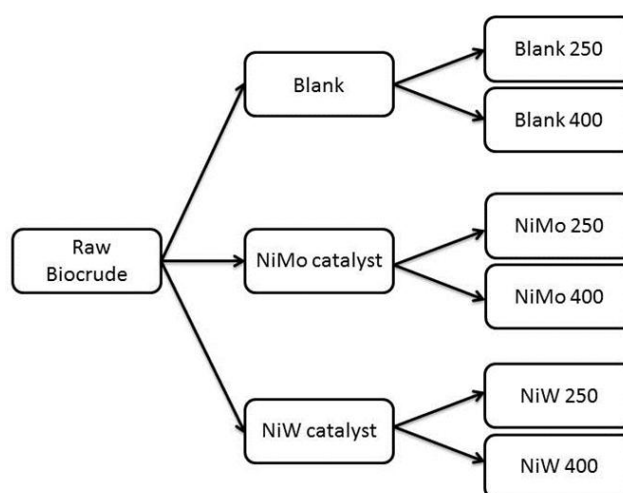 Raw
Biocrude
Blank
Blank 250
Blank 400
NiMo catalyst
NiMo 250
NiMo 400
NiW catalyst
NiW 250
NiW 400